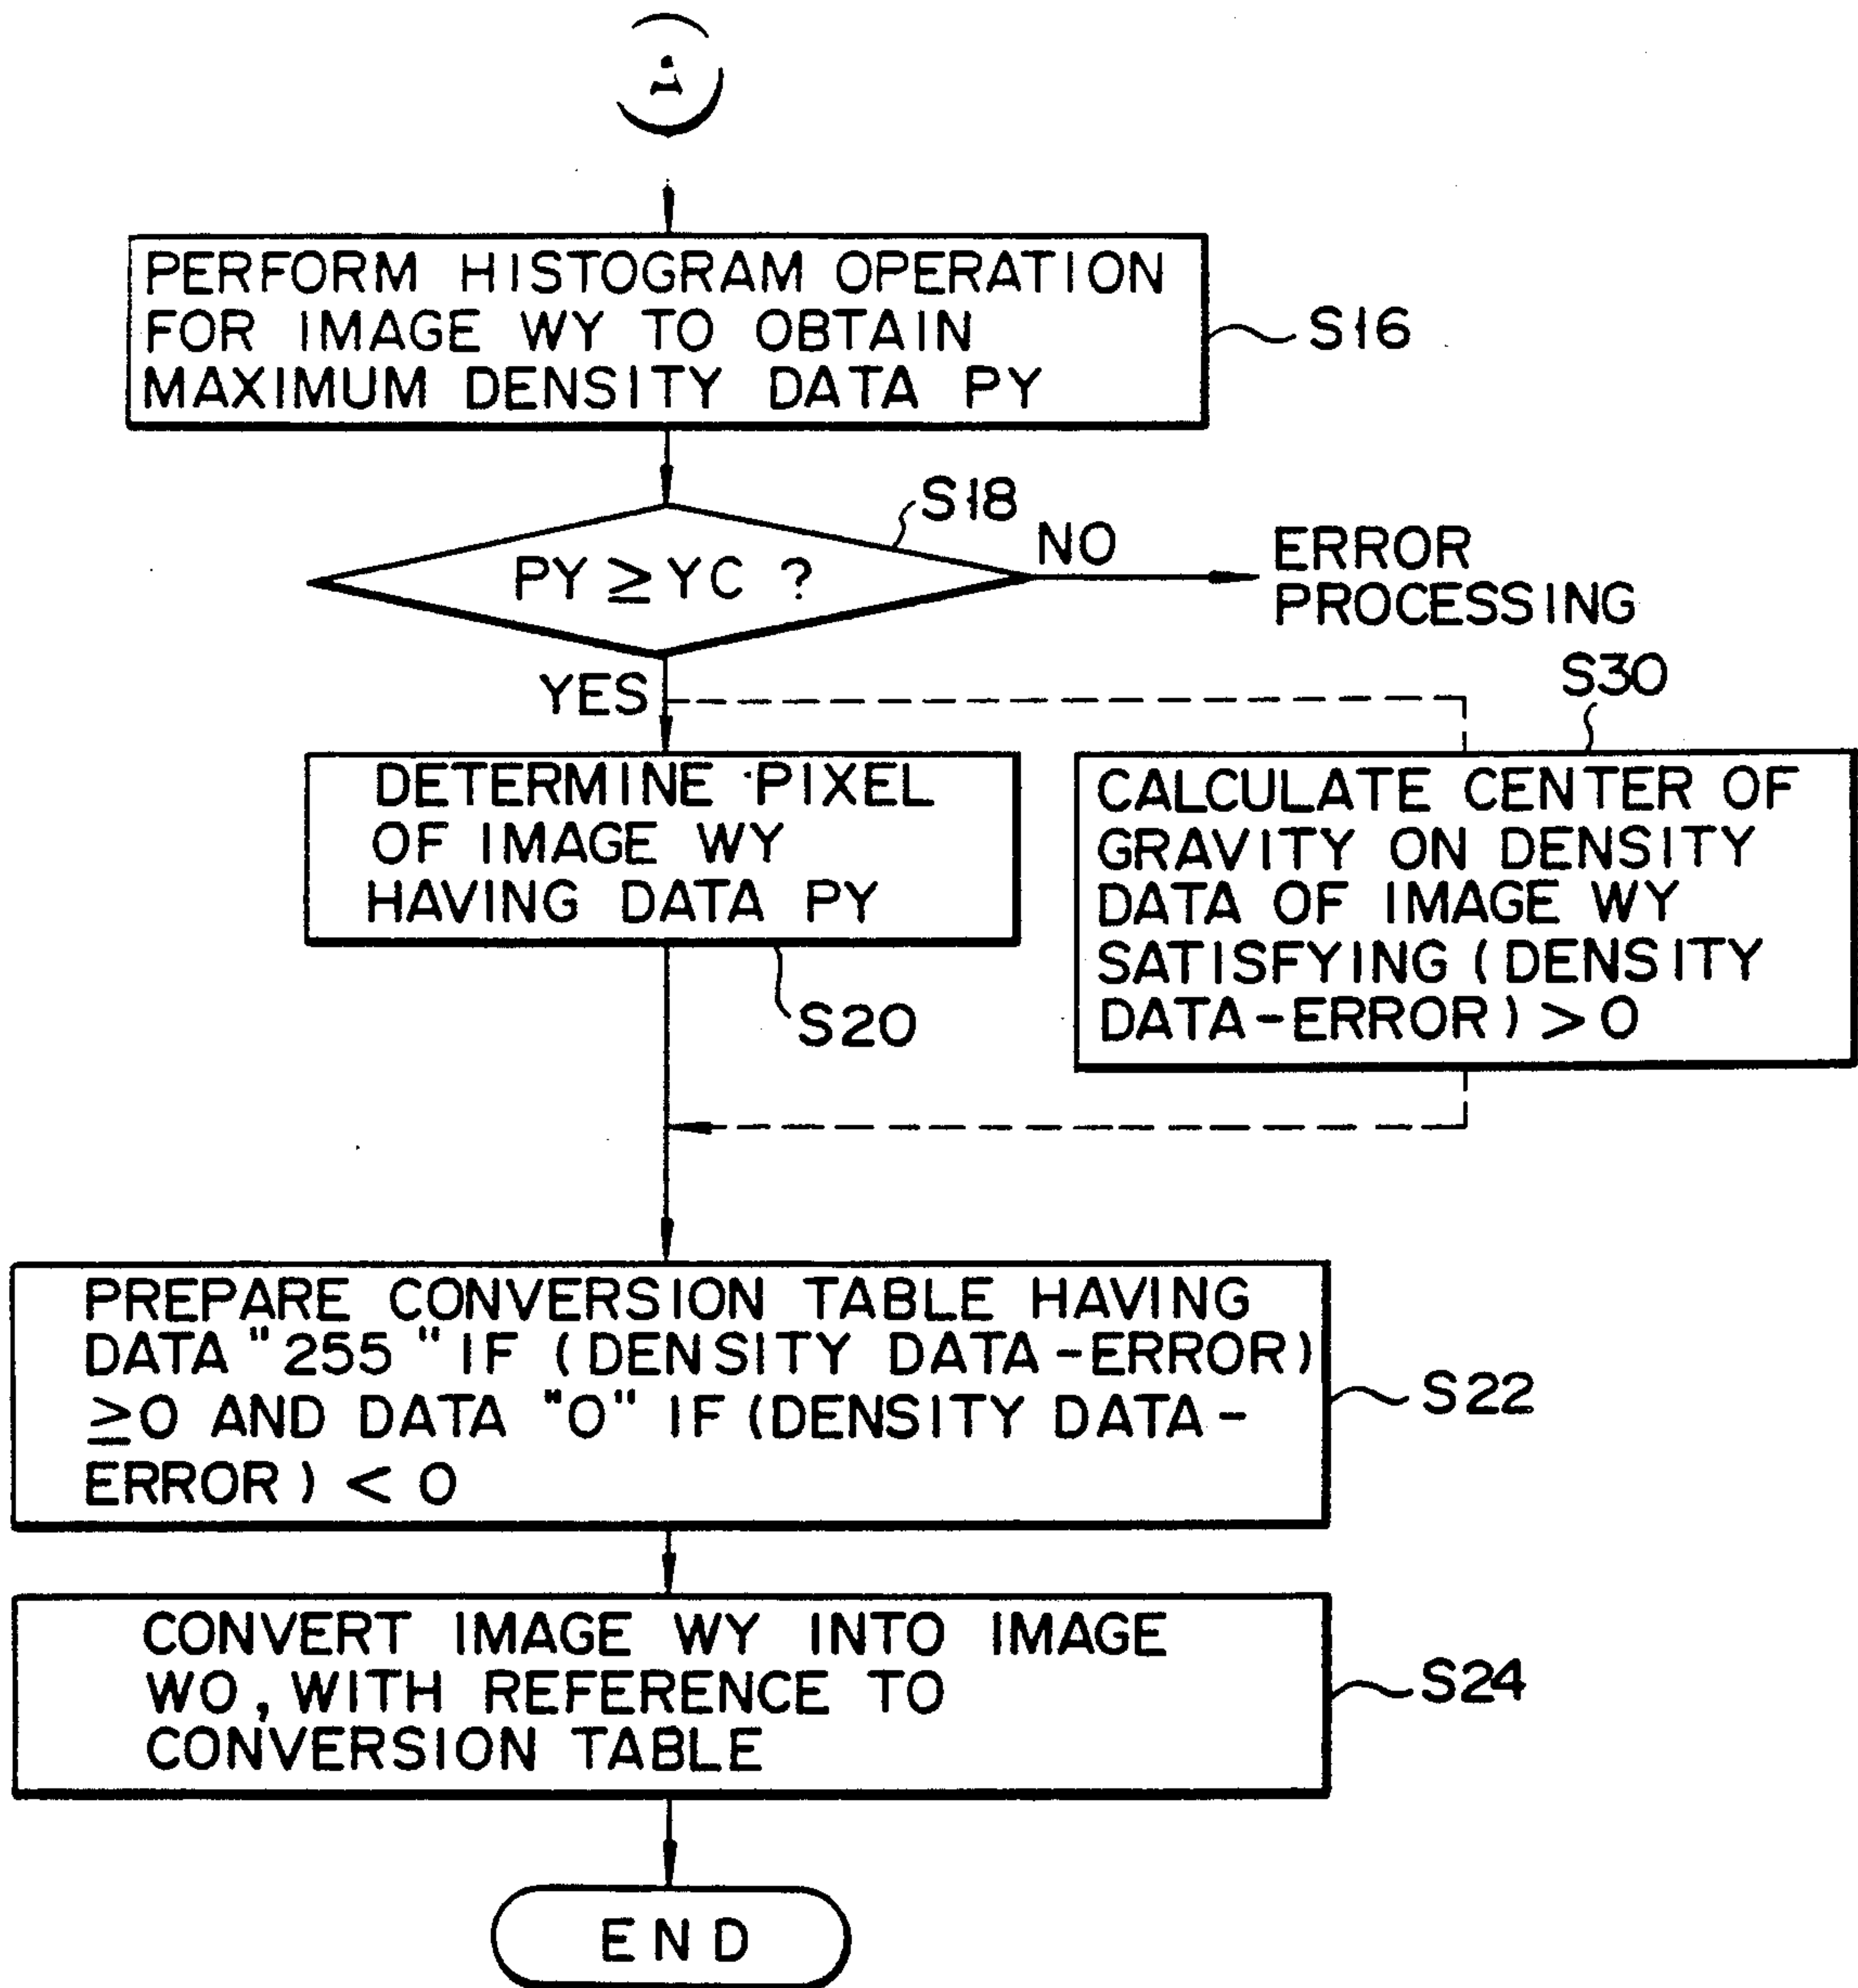 PERFORM HISTOGRAM OPERATION
FOR IMAGE WY TO OBTAIN
MAXIMUM DENSITY DATA PY
S16
S18
PY ≧ YC ?
NO
ERROR
PROCESSING
YES
S30
DETERMINE PIXEL
OF IMAGE WY
HAVING DATA PY
S20
CALCULATE CENTER OF
GRAVITY ON DENSITY
DATA OF IMAGE WY
SATISFYING (DENSITY
DATA-ERROR) > 0
PREPARE CONVERSION TABLE HAVING
DATA "255" IF (DENSITY DATA-ERROR)
≧0 AND DATA "0" IF (DENSITY DATA-
ERROR) < 0
S22
CONVERT IMAGE WY INTO IMAGE
WO, WITH REFERENCE TO
CONVERSION TABLE
S24
END